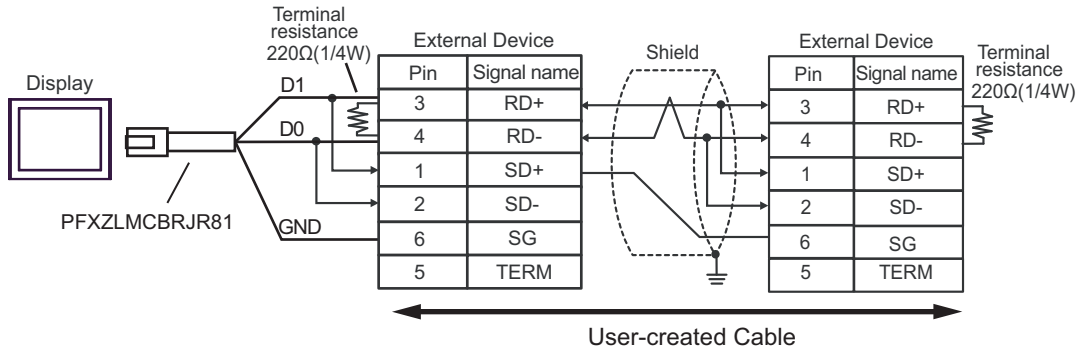 Terminal
resistance
220Ω(1/4W)
Display
PFXZLMCBRJR81
D1
D0
GND
External Device
Pin Signal name
3 RD+
4 RD-
1 SD+
2 SD-
6 SG
5 TERM
Shield
External Device
Pin Signal name
3 RD+
4 RD-
1 SD+
2 SD-
6 SG
5 TERM
Terminal
resistance
220Ω(1/4W)
User-created Cable